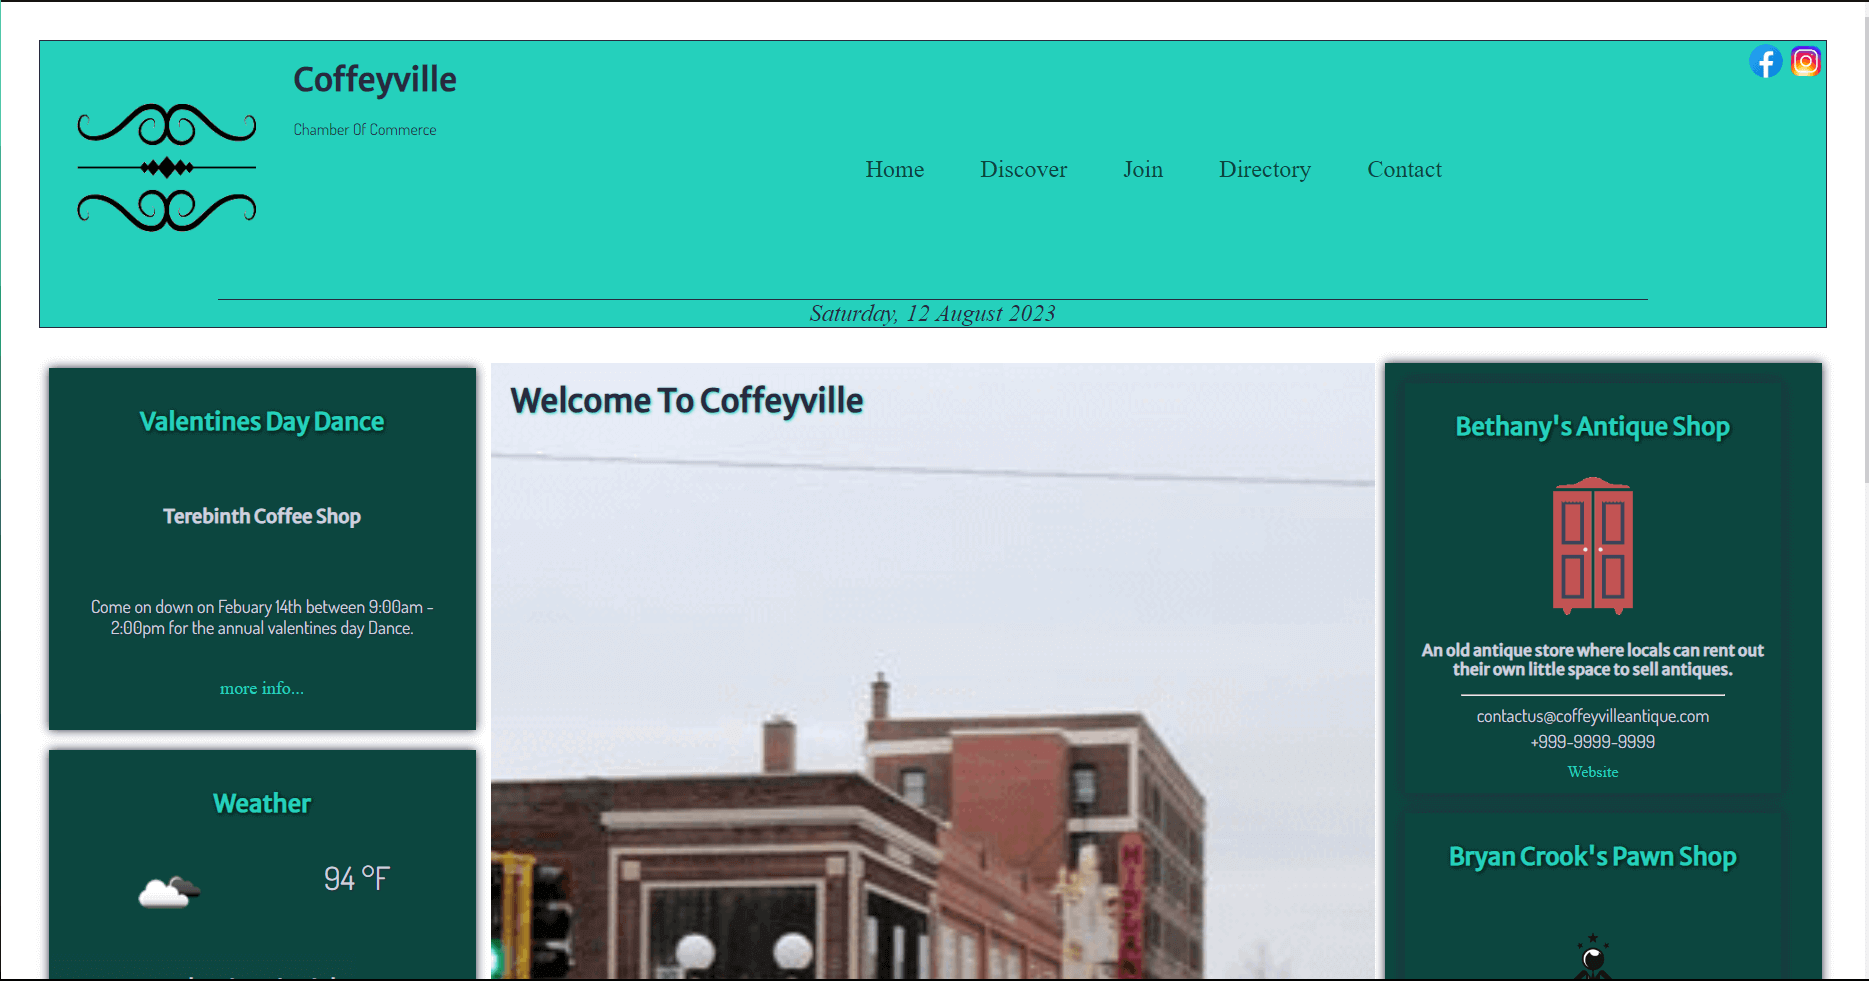 Coffeyville
Chamber Of Commerce
Home Discover Join Directory Contact
Saturday, 12 August 2023
Valentines Day Dance
Terebinth Coffee Shop
Come on down on Febuary 14th between 9:00am -
2:00pm for the annual valentines day Dance.
more info...
Weather
94 °F
Welcome To Coffeyville
Bethany's Antique Shop
An old antique store where locals can rent out
their own little space to sell antiques.
contactus@coffeyvilleantique.com
+999-9999-9999
Website
Bryan Crook's Pawn Shop